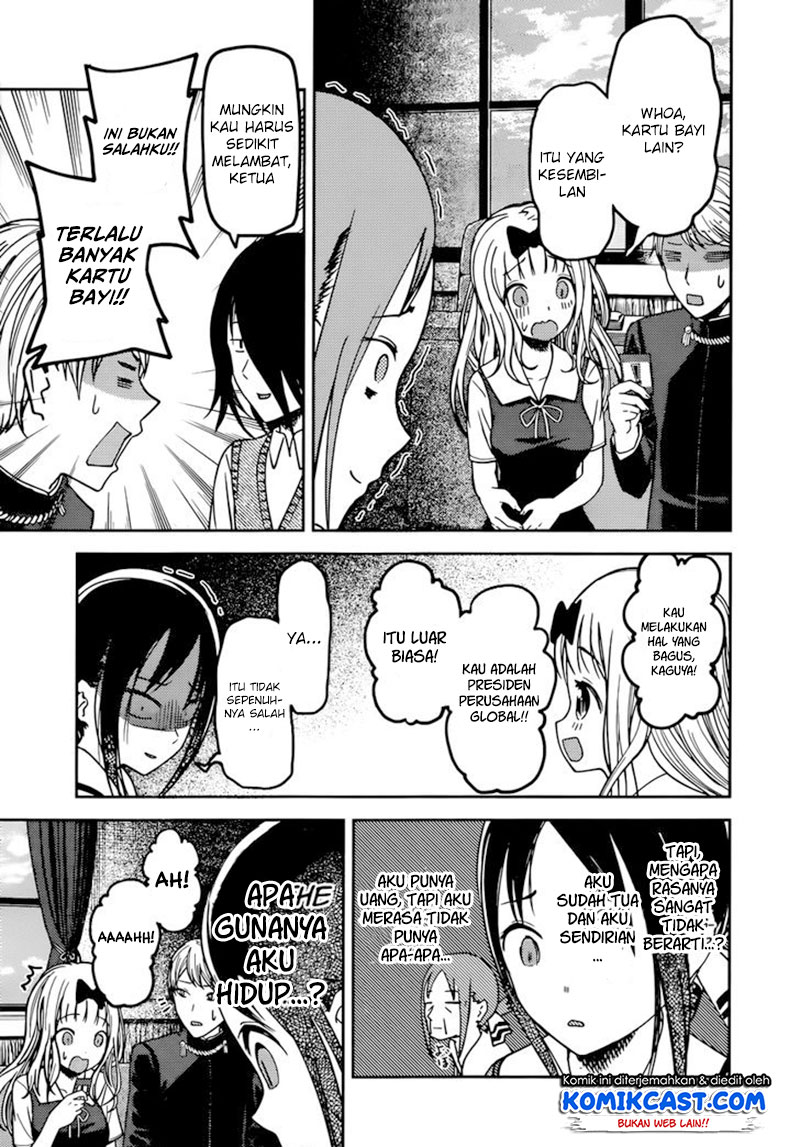 WHOA,
KARTU BAYI
LAIN?
ITU YANG
KESEMBI-
LAN
MUNGKIN
KAU HARUS
SEDIKIT
MELAMBAT,
KETUA
INI BUKAN
SALAHKU!!
TERLALU
BANYAK
KARTU
BAYI!!
KAU
MELAKUKAN
HAL YANG
BAGUS,
KAGUYA!
KAU ADALAH
PRESIDEN
PERUSAHAAN
GLOBAL!!
ITU LUAR
BIASA!
YA...
ITU TIDAK
SEPENUH-
NYA SALAH
...
TAPI,
MENGAPA
RASANYA
SANGAT
TIDAK
BERARTI..?
AKU
SUDAH TUA
DAN AKU
SENDIRIAN
...
AKU PUNYA
UANG, TAPI AKU
MERASA TIDAK
PUNYA
APA-APA...
APAHE
GUNANYA
AKU
HIDUP....?
AH!
AAAAHH!
Komik ini diterjemahkan & diedit oleh
KOMIKCAST.COM
BUKAN WEB LAIN!!